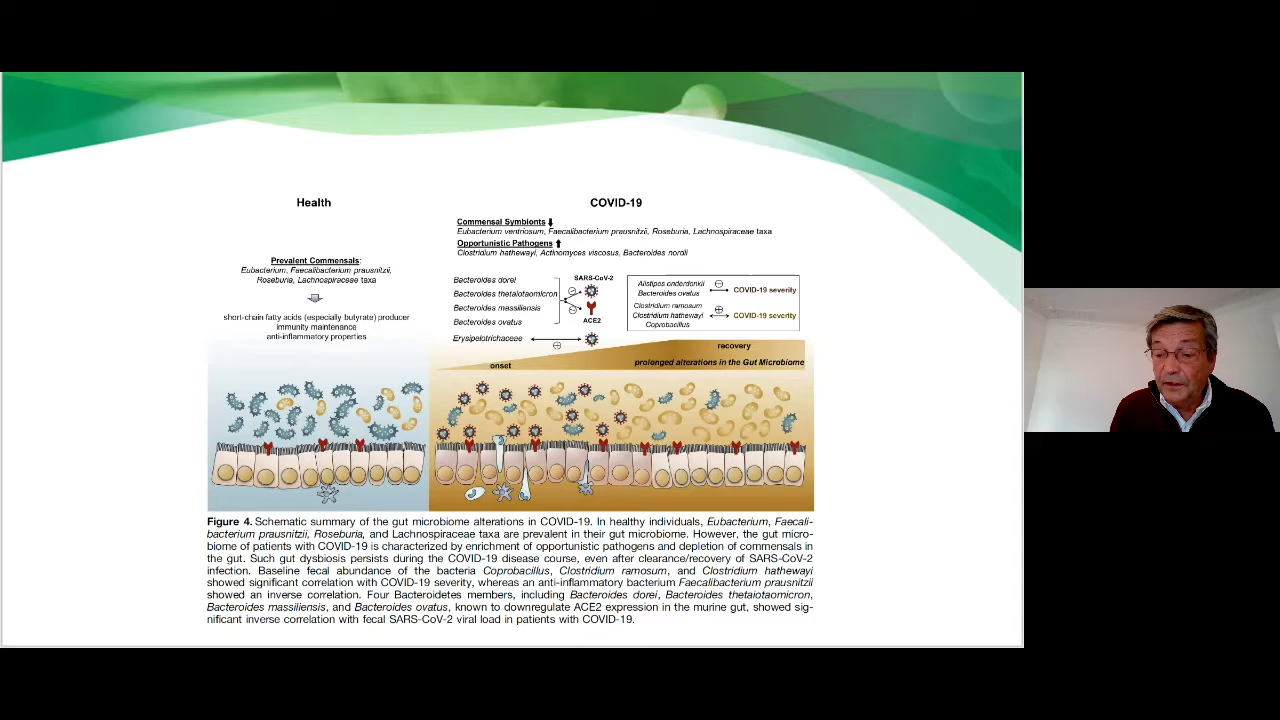 Health
COVID-19
Commensal Symbionts
Eubacterium ventriosum, Faecalibacterium prausnitzii, Roseburia, Lachnospiraceae taxa
Opportunistic Pathogens
Clostridium hathewayi, Actinomyces viscosus, Bacteroides nordii
Prevalent Commensals:
Eubacterium, Faecalibacterium prausnitzii,
Roseburia, Lachnospiraceae taxa
short-chain fatty acids (especially butyrate) producer
immunity maintenance
anti-inflammatory properties
Bacteroides dorei
Bacteroides thetaiotaomicron
Bacteroides massiliensis
Bacteroides ovatus
Erysipelotrichaceae
SARS-CoV-2
ACE2
Alistipes onderdonkii
Bacteroides ovatus
COVID-19 severity
Clostridium ramosum
Clostridium hathewayi
Coprobacillus
COVID-19 severity
onset
recovery
prolonged alterations in the Gut Microbiome
Figure 4. Schematic summary of the gut microbiome alterations in COVID-19. In healthy individuals, Eubacterium, Faecali-
bacterium prausnitzii, Roseburia, and Lachnospiraceae taxa are prevalent in their gut microbiome. However, the gut micro-
biome of patients with COVID-19 is characterized by enrichment of opportunistic pathogens and depletion of commensals in
the gut. Such gut dysbiosis persists during the COVID-19 disease course, even after clearance/recovery of SARS-CoV-2
infection. Baseline fecal abundance of the bacteria Coprobacillus, Clostridium ramosum, and Clostridium hathewayi
showed significant correlation with COVID-19 severity, whereas an anti-inflammatory bacterium Faecalibacterium prausnitzii
showed an inverse correlation. Four Bacteroidetes members, including Bacteroides dorei, Bacteroides thetaiotaomicron,
Bacteroides massiliensis, and Bacteroides ovatus, known to downregulate ACE2 expression in the murine gut, showed sig-
nificant inverse correlation with fecal SARS-CoV-2 viral load in patients with COVID-19.